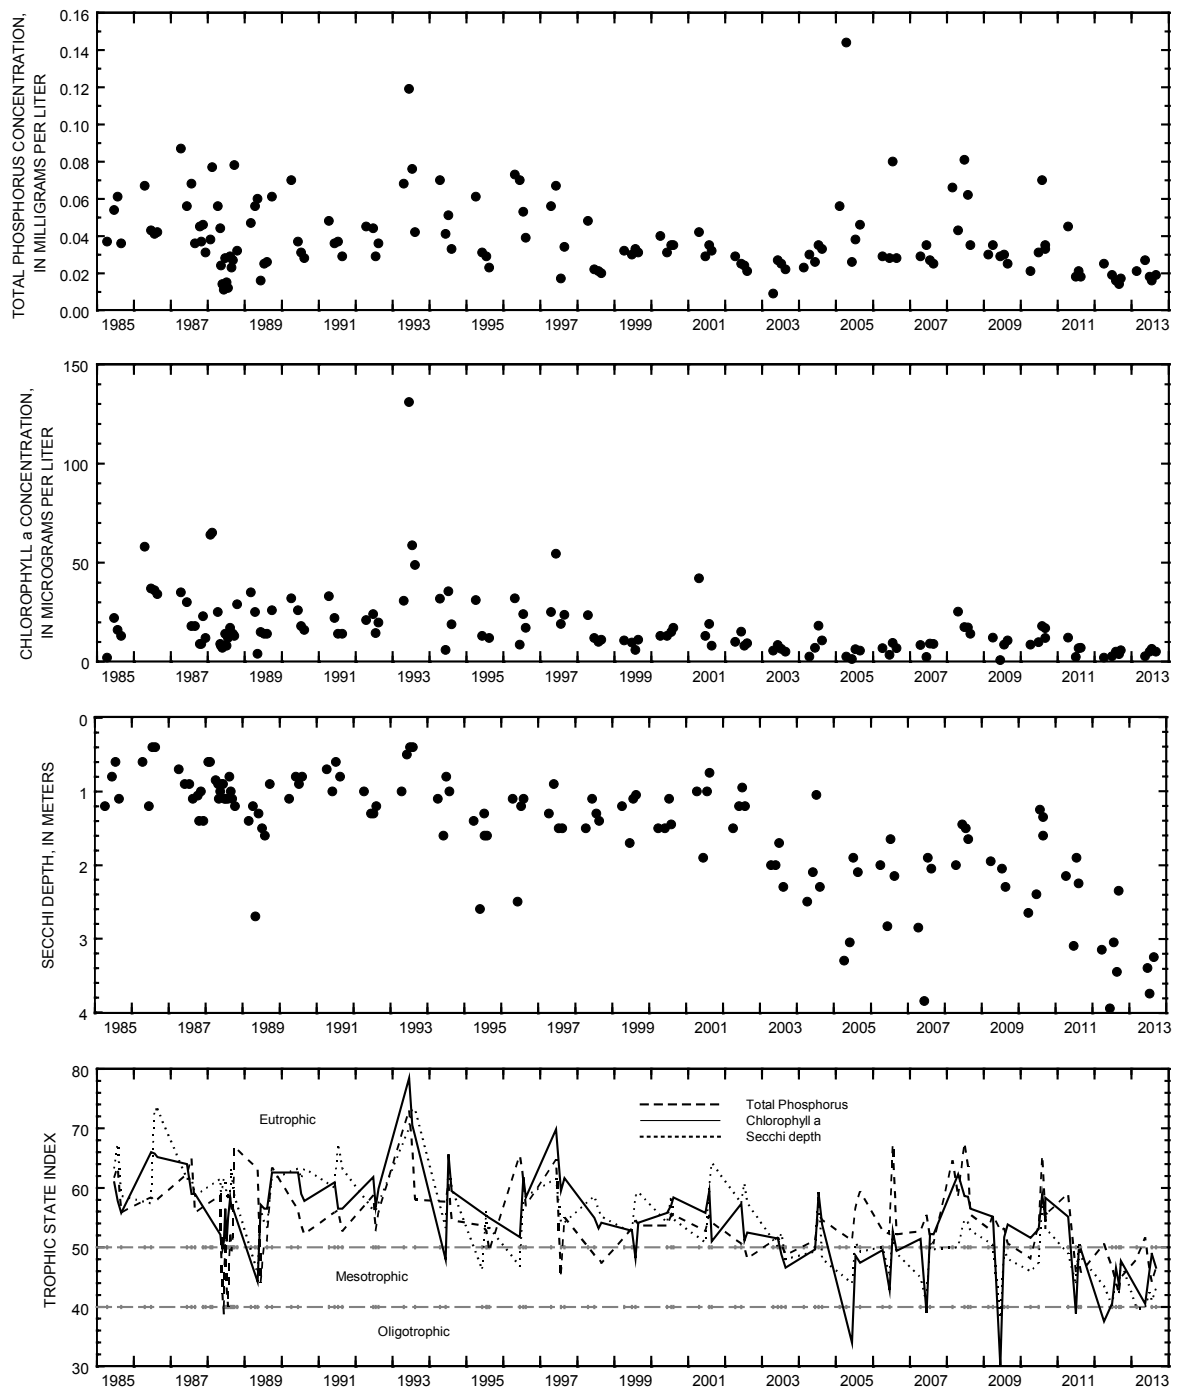 TOTAL PHOSPHORUS CONCENTRATION,
IN MILLIGRAMS PER LITER
0.16
0.14
0.12
0.10
0.08
0.06
0.04
0.02
0.00
1985 1987 1989 1991 1993 1995 1997 1999 2001 2003 2005 2007 2009 2011 2013
CHLOROPHYLL a CONCENTRATION,
IN MICROGRAMS PER LITER
150
100
50
0
1985 1987 1989 1991 1993 1995 1997 1999 2001 2003 2005 2007 2009 2011 2013
SECCHI DEPTH, IN METERS
0
1
2
3
4
1985 1987 1989 1991 1993 1995 1997 1999 2001 2003 2005 2007 2009 2011 2013
TROPHIC STATE INDEX
80
70
60
50
40
30
Total Phosphorus
Chlorophyll a
Secchi depth
Eutrophic
Mesotrophic
Oligotrophic
1985 1987 1989 1991 1993 1995 1997 1999 2001 2003 2005 2007 2009 2011 2013